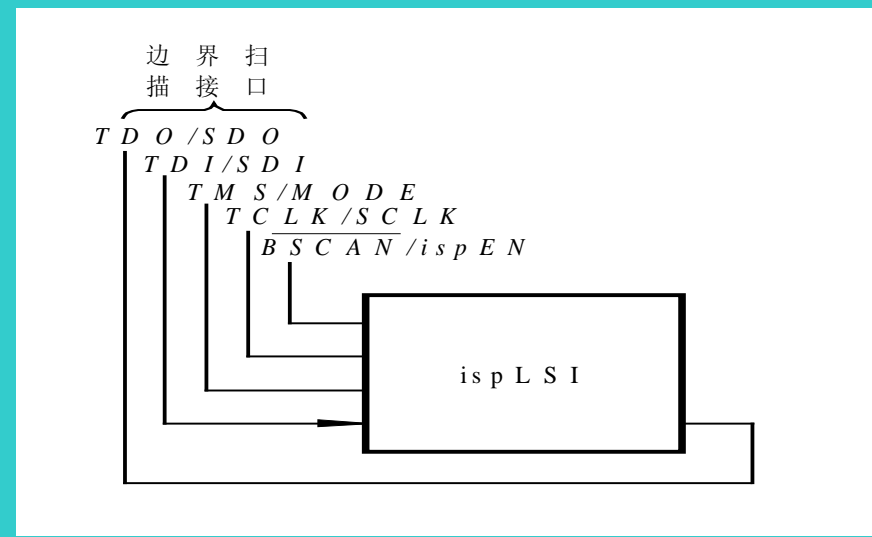 边界扫
描接口
TDO/SDO
TDI/SDI
TMS/MODE
TCLK/SCLK
BSCAN/ispEN
ispLSI